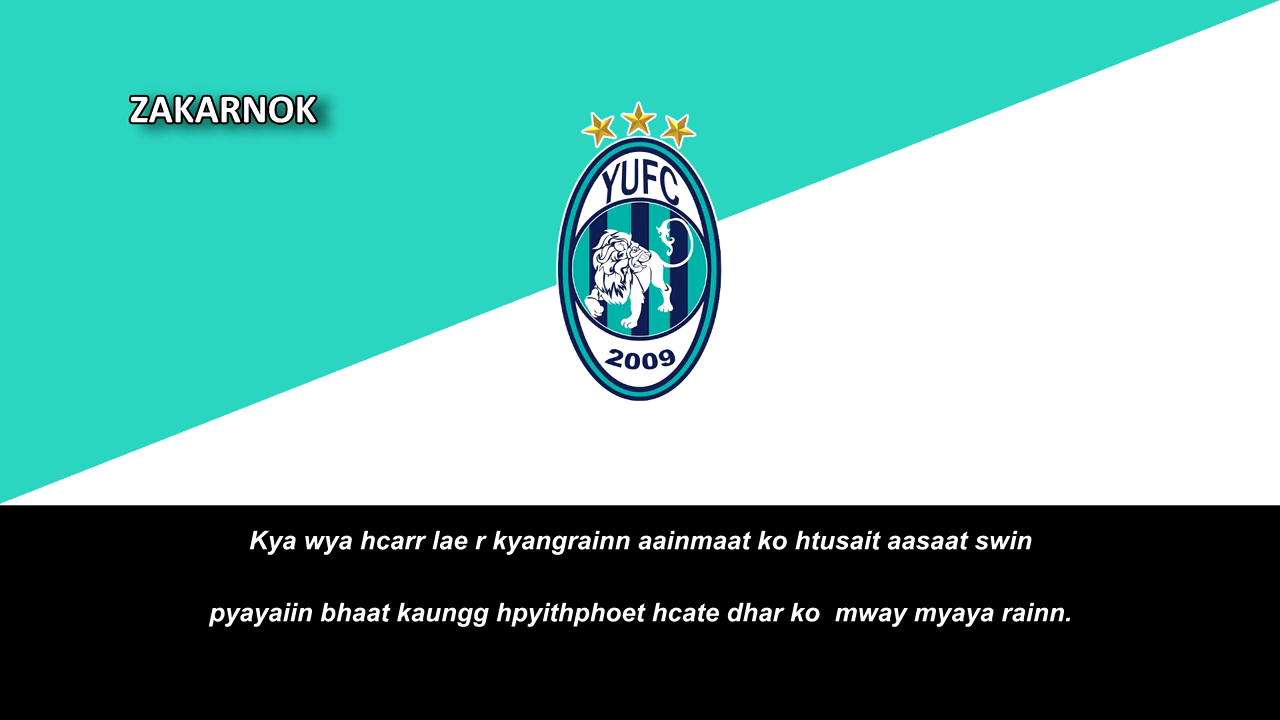 ZAKARNOK
YUFC
2009
Kya wya hcarr lae r kyangrainn aainmaat ko htusait aasaat swin
pyayaiin bhaat kaungg hpyithphoet hcate dhar ko  mway myaya rainn.